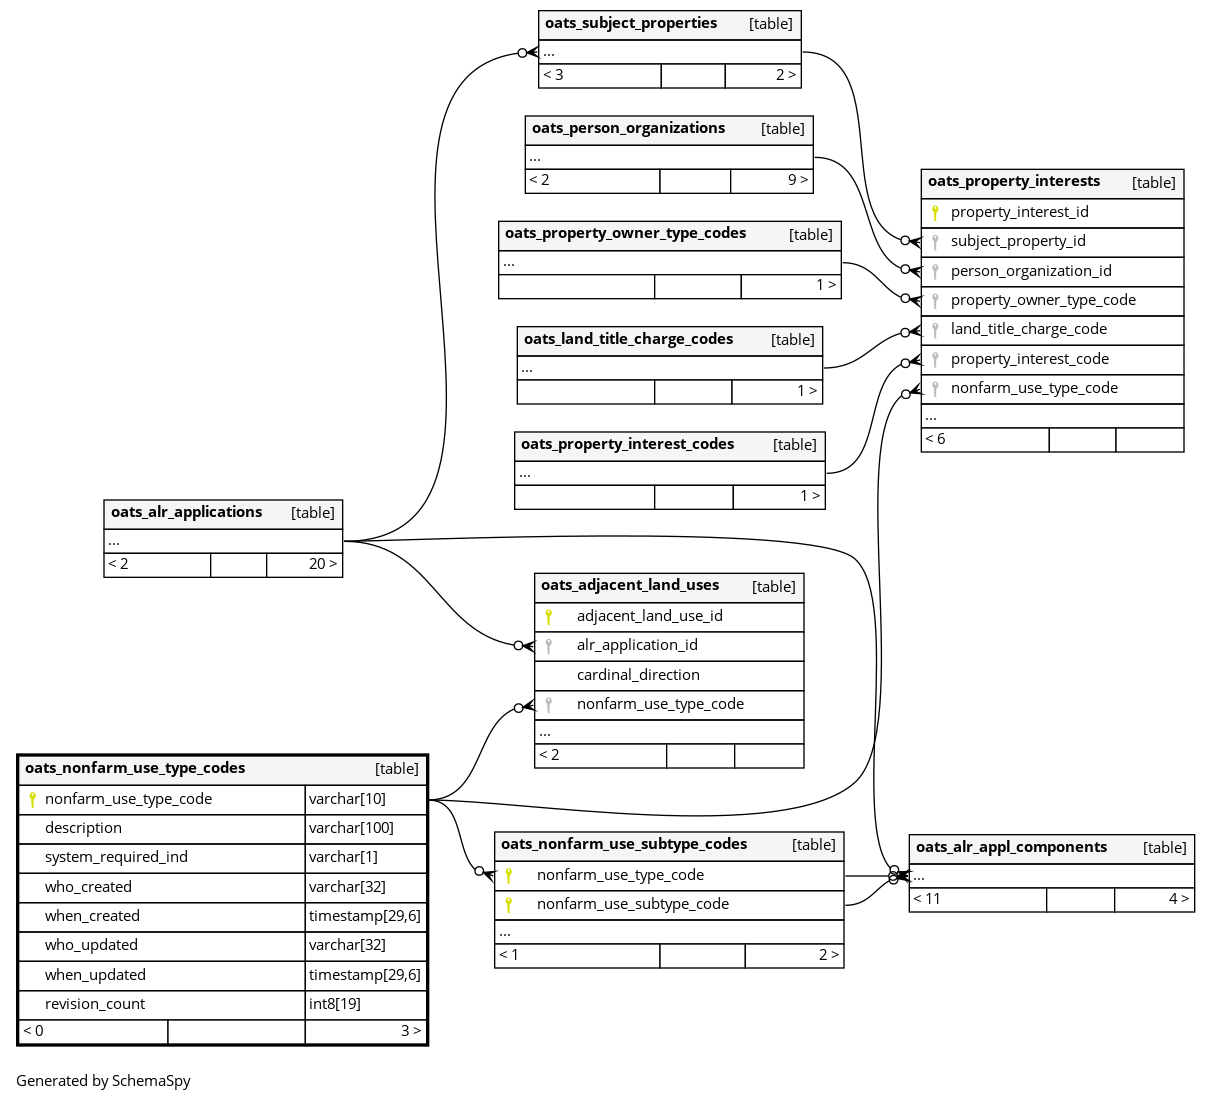 oats_subject_properties [table]
...
< 3 2 >
oats_person_organizations [table]
...
< 2 9 >
oats_property_owner_type_codes [table]
...
1 >
oats_land_title_charge_codes [table]
...
1 >
oats_property_interest_codes [table]
...
1 >
oats_property_interests [table]
property_interest_id
subject_property_id
person_organization_id
property_owner_type_code
land_title_charge_code
property_interest_code
nonfarm_use_type_code
...
< 6
oats_alr_applications [table]
...
< 2 20 >
oats_adjacent_land_uses [table]
adjacent_land_use_id
alr_application_id
cardinal_direction
nonfarm_use_type_code
...
< 2
oats_nonfarm_use_type_codes [table]
nonfarm_use_type_code varchar[10]
description varchar[100]
system_required_ind varchar[1]
who_created varchar[32]
when_created timestamp[29,6]
who_updated varchar[32]
when_updated timestamp[29,6]
revision_count int8[19]
< 0 3 >
oats_nonfarm_use_subtype_codes [table]
nonfarm_use_type_code
nonfarm_use_subtype_code
...
< 1 2 >
oats_alr_appl_components [table]
...
< 11 4 >
Generated by SchemaSpy